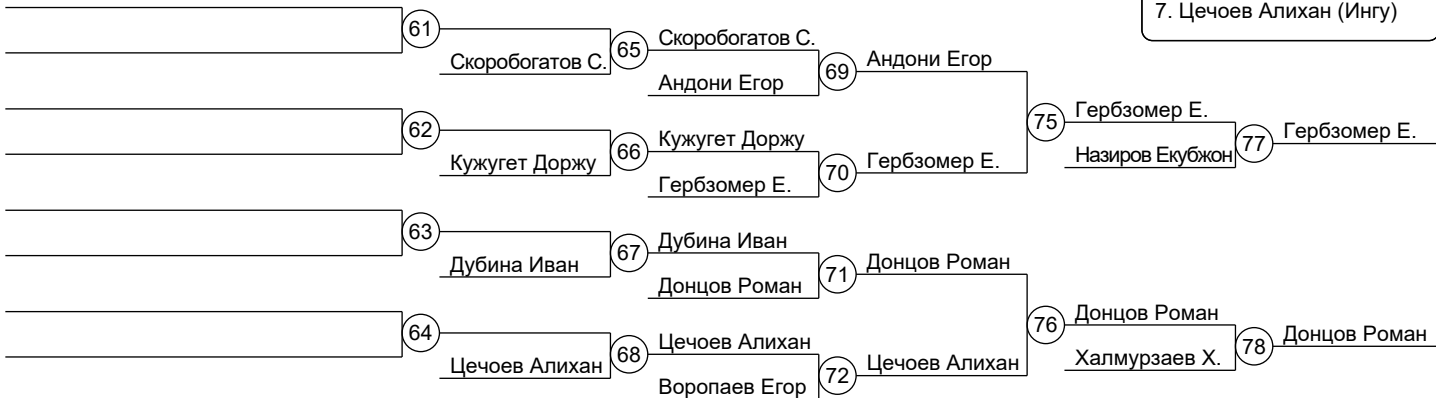 7. Цечоев Алихан (Ингу)
61
Скоробогатов С.
65
Скоробогатов С.
Андони Егор
69
Андони Егор
62
Кужугет Доржу
66
Кужугет Доржу
Гербзомер Е.
70
Гербзомер Е.
75
Гербзомер Е.
Назиров Екубжон
77
Гербзомер Е.
63
Дубина Иван
67
Дубина Иван
Донцов Роман
71
Донцов Роман
64
Цечоев Алихан
68
Цечоев Алихан
Воропаев Егор
72
Цечоев Алихан
76
Донцов Роман
Халмурзаев Х.
78
Донцов Роман